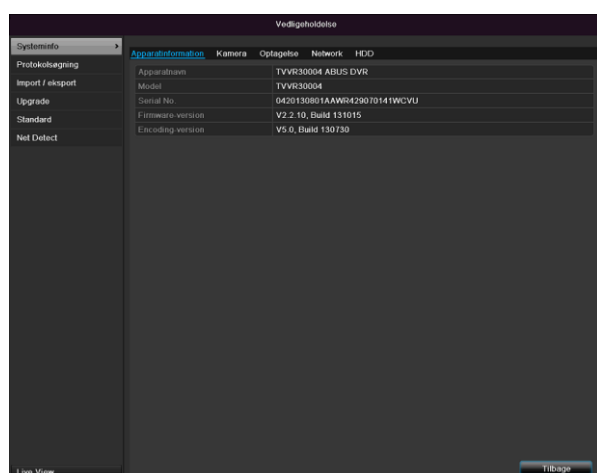 Vedligeholdelse
Systeminfo
Protokolsøgning
Import / eksport
Upgrade
Standard
Net Detect
Live View
Apparatinformation Kamera Optagelse Network HDD
Apparatnavn TVVR30004 ABUS DVR
Model TVVR30004
Serial No. 0420130801AAWR429070141WCVU
Firmware-version V2.2.10, Build 131015
Encoding-version V5.0, Build 130730
Tilbage